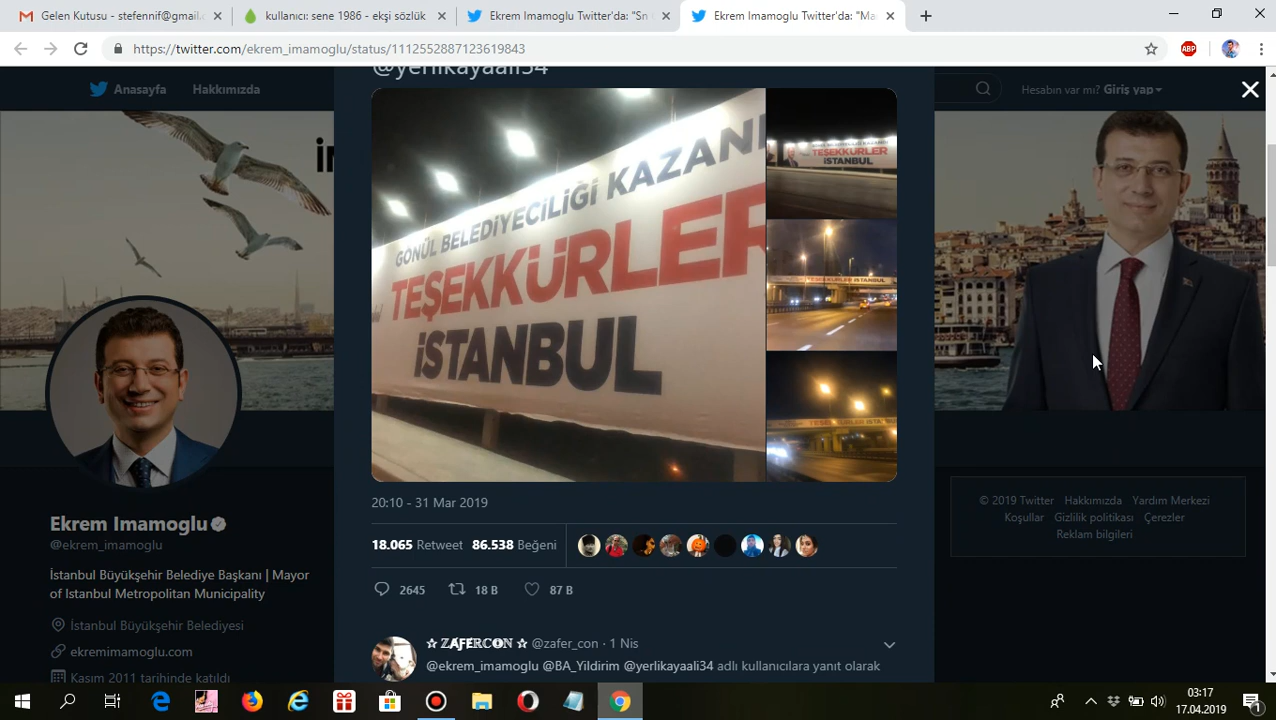 Gelen Kutusu - stefennif@gmail.
kullanıcı: sene 1986 - ekşi sözlük
Ekrem Imamoglu Twitter'da: "Sn
Ekrem Imamoglu Twitter'da: "Ma
https://twitter.com/ekrem_imamoglu/status/1112552887123619843
ABP
Anasayfa Hakkımızda
Hesabın var mı? Giriş yap
@yerlikayaali34
GÖNÜL BELEDİYECİLİĞİ KAZAN
TEŞEKKÜRLER
İSTANBUL
TEŞEKKÜRLER
İSTANBUL
TEŞEKKÜRLER İSTANBUL
20:10 - 31 Mar 2019
18.065 Retweet 86.538 Beğeni
2645 18 B 87 B
☆ ZAFERCON ☆ @zafer_con · 1 Nis
@ekrem_imamoglu @BA_Yildirim @yerlikayaali34 adlı kullanıcılara yanıt olarak
Ekrem Imamoglu
@ekrem_imamoglu
İstanbul Büyükşehir Belediye Başkanı | Mayor
of Istanbul Metropolitan Municipality
İstanbul Büyükşehir Belediyesi
ekremimamoglu.com
Kasım 2011 tarihinde katıldı
© 2019 Twitter Hakkımızda Yardım Merkezi
Koşullar Gizlilik politikası Çerezler
Reklam bilgileri
03:17
17.04.2019
1